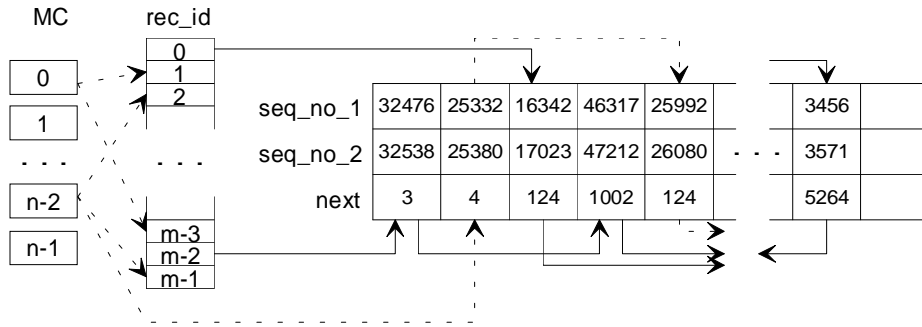 MC rec_id
0
1
. . .
n-2
n-1
0
1
2
. . .
m-3
m-2
m-1
seq_no_1 32476 25332 16342 46317 25992 3456
seq_no_2 32538 25380 17023 47212 26080 . . . 3571
next 3 4 124 1002 124 5264